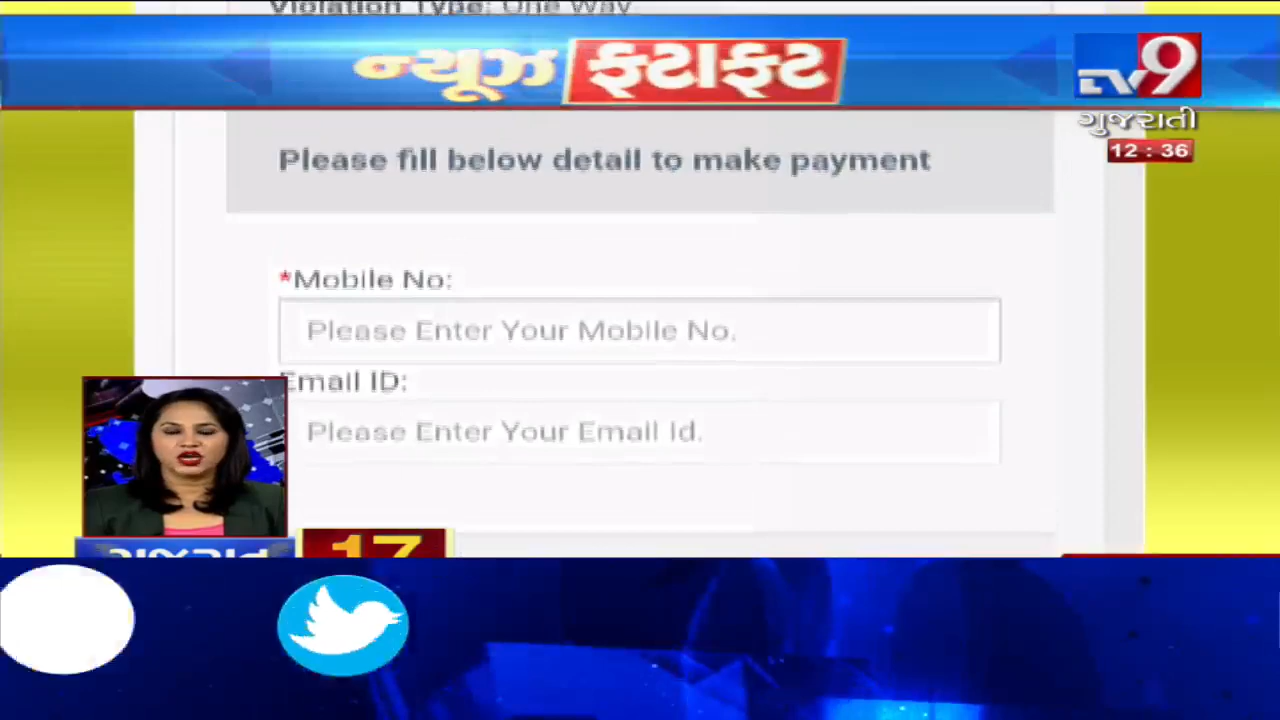 Violation Type: One Way
ન્યૂઝ ફટાફટ
TV9
ગુજરાતી
12 : 36
Please fill below detail to make payment
*Mobile No:
Please Enter Your Mobile No.
Email ID:
Please Enter Your Email Id.
ગુજરાત
17